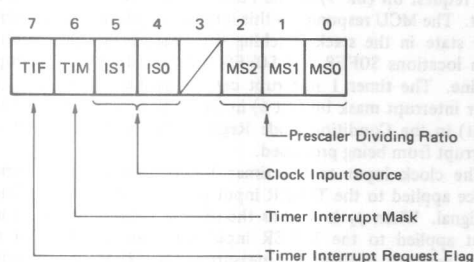 7 6 5 4 3 2 1 0
TIF TIM IS1 IS0 MS2 MS1 MS0
Prescaler Dividing Ratio
Clock Input Source
Timer Interrupt Mask
Timer Interrupt Request Flag